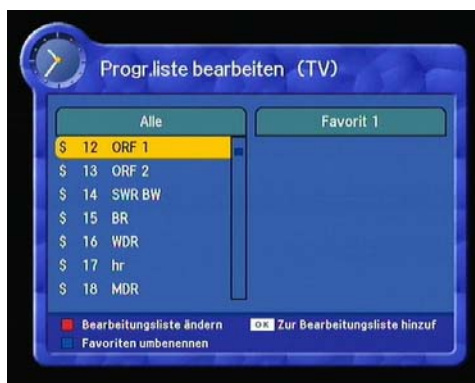 Progr.liste bearbeiten (TV)
Alle
Favorit 1
$ 12 ORF 1
$ 13 ORF 2
$ 14 SWR BW
$ 15 BR
$ 16 WDR
$ 17 hr
$ 18 MDR
Bearbeitungsliste ändern
OK Zur Bearbeitungsliste hinzuf
Favoriten umbenennen